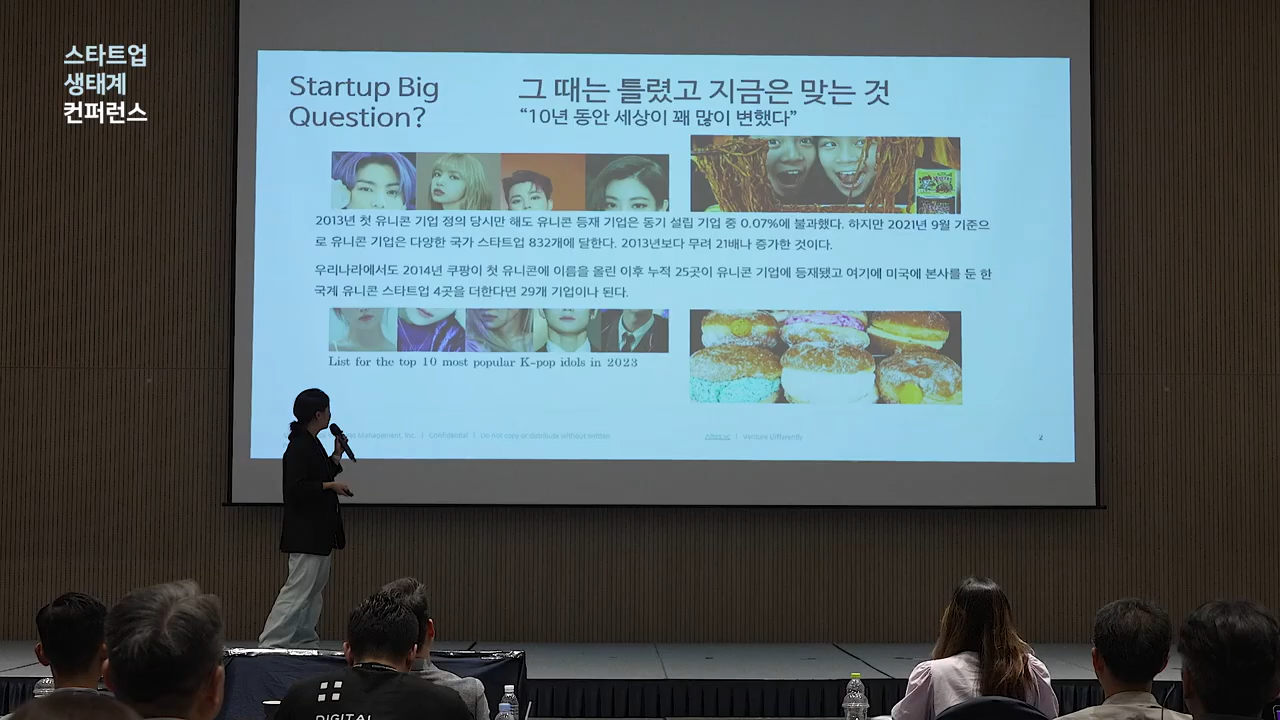 스타트업
생태계
컨퍼런스
Startup Big
Question?
그 때는 틀렸고 지금은 맞는 것
“10년 동안 세상이 꽤 많이 변했다”
2013년 첫 유니콘 기업 정의 당시만 해도 유니콘 등재 기업은 동기 설립 기업 중 0.07%에 불과했다. 하지만 2021년 9월 기준으
로 유니콘 기업은 다양한 국가 스타트업 832개에 달한다. 2013년보다 무려 21배나 증가한 것이다.
우리나라에서도 2014년 쿠팡이 첫 유니콘에 이름을 올린 이후 누적 25곳이 유니콘 기업에 등재됐고 여기에 미국에 본사를 둔 한
국계 유니콘 스타트업 4곳을 더한다면 29개 기업이나 된다.
List for the top 10 most popular K-pop idols in 2023
Management, Inc. | Confidential | Do not copy or distribute without written
| Venture Differently
2
DIGITAL